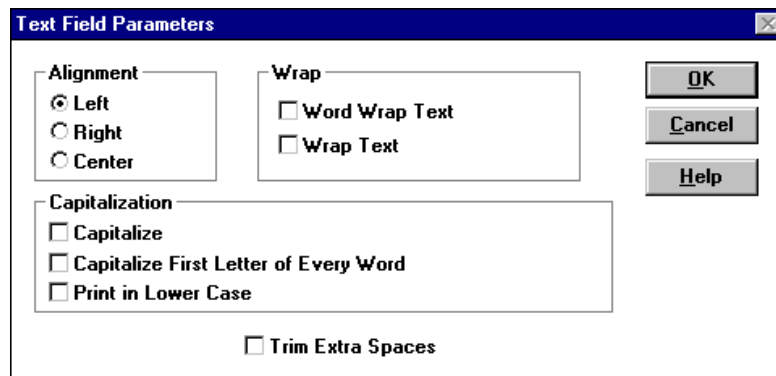 Text Field Parameters
Alignment
Left
Right
Center
Wrap
Word Wrap Text
Wrap Text
OK
Cancel
Help
Capitalization
Capitalize
Capitalize First Letter of Every Word
Print in Lower Case
Trim Extra Spaces